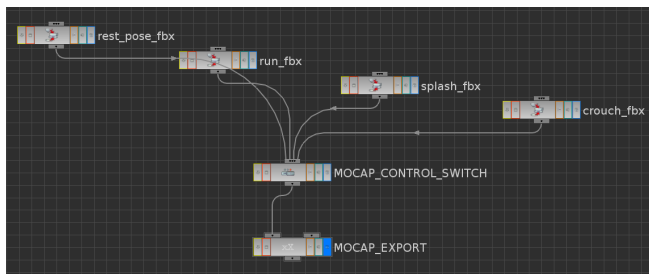 rest_pose_fbx
run_fbx
splash_fbx
crouch_fbx
MOCAP_CONTROL_SWITCH
MOCAP_EXPORT